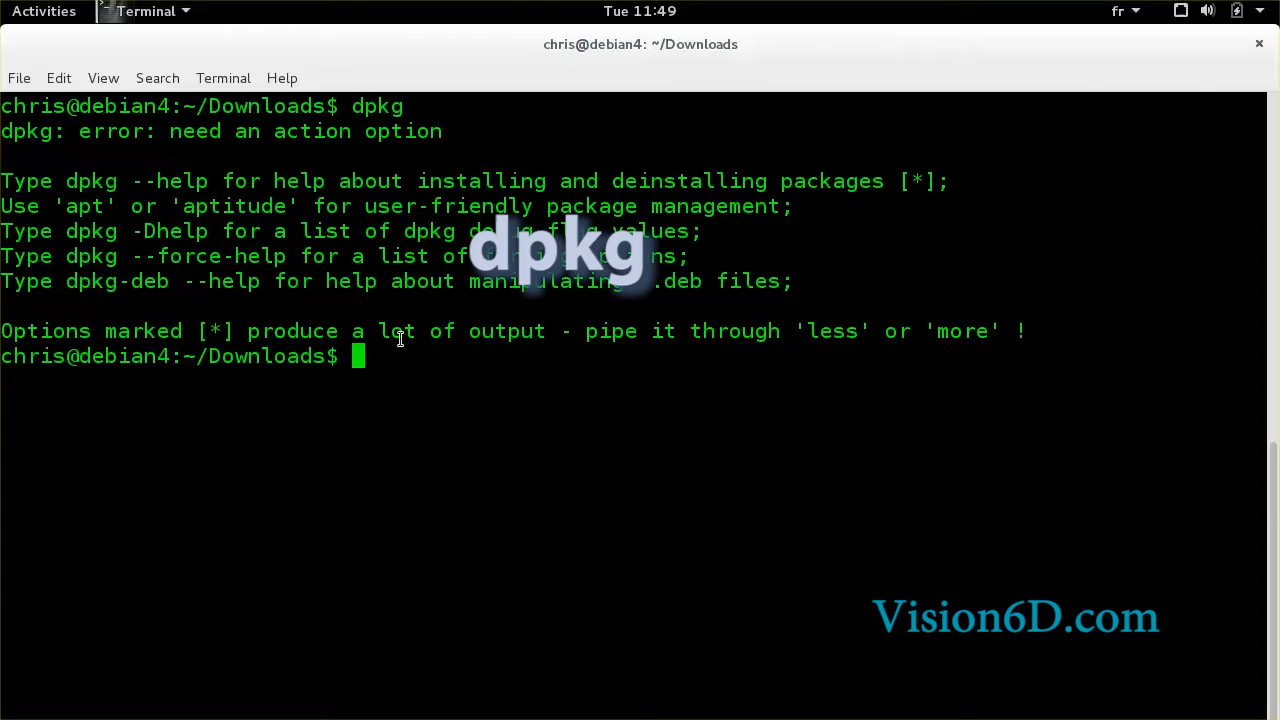 Activities Terminal Tue 11:49 fr
chris@debian4: ~/Downloads ×
File Edit View Search Terminal Help
chris@debian4:~/Downloads$ dpkg
dpkg: error: need an action option
Type dpkg --help for help about installing and deinstalling packages [*];
Use 'apt' or 'aptitude' for user-friendly package management;
dpkg
Type dpkg -Dhelp for a list of dpkg values;
Type dpkg --force-help for a list of
Type dpkg-deb --help for help about manipulating .deb files;
Options marked [*] produce a lot of output - pipe it through 'less' or 'more' !
chris@debian4:~/Downloads$
Vision6D.com